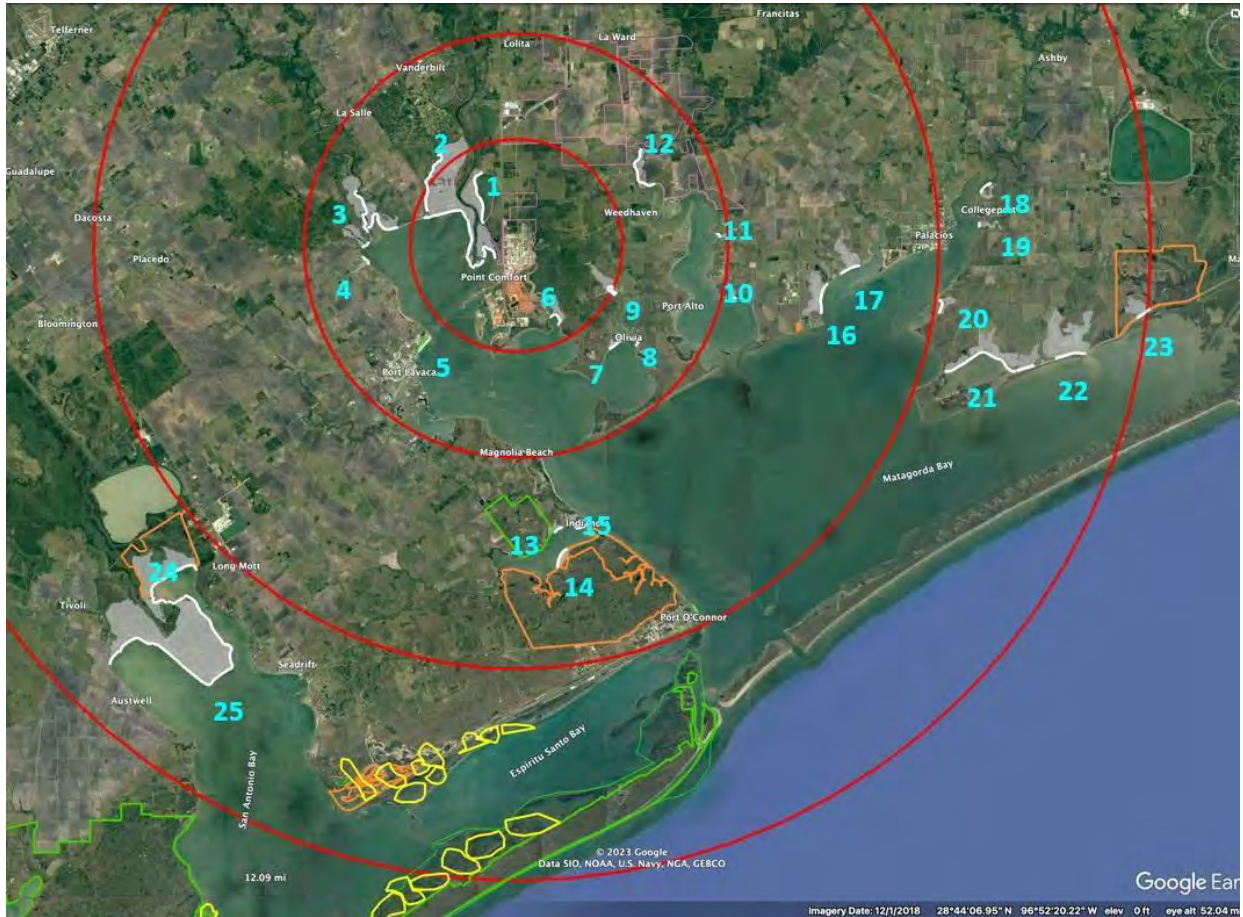 Francitas
Telferner
La Ward
Lolita
Ashby
Vanderbilt
La Salle
2
12
Guadalupe
1
18
Collegeport
3
Weedhaven
Dacosta
11
Palacios
19
Placedo
Point Comfort
4
6
10
Port Alto
17
9
20
Bloomington
16
Olivia
8
23
5
7
Port Lavaca
22
21
Magnolia Beach
Matagorda Bay
Indianola
15
13
Long Mott
24
14
Tivoli
Port O'Connor
Seadrift
Austwell
25
Espiritu Santo Bay
San Antonio Bay
© 2023 Google
Data SIO, NOAA, U.S. Navy, NGA, GEBCO
12.09 mi
Google Ear
Imagery Date: 12/1/2018 28°44'06.95" N 96°52'20.22" W elev 0 ft eye alt 52.04 m